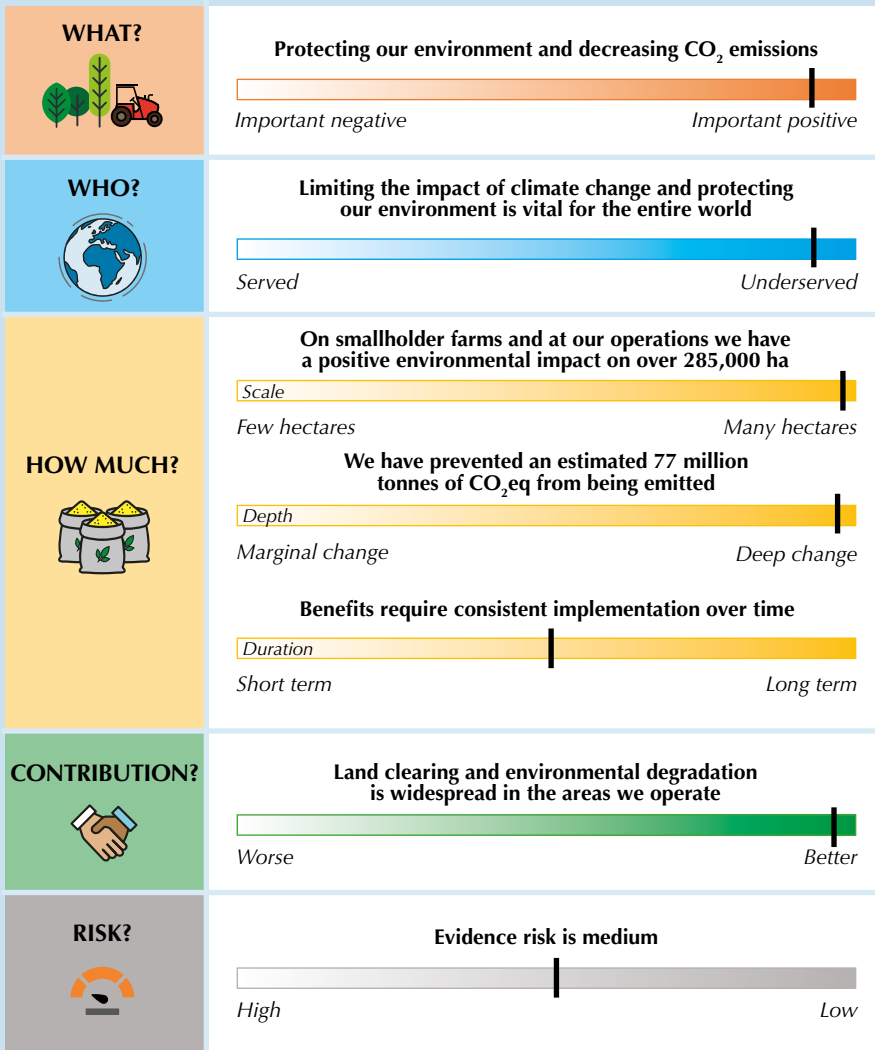 WHAT?
Protecting our environment and decreasing CO₂ emissions
Important negative
Important positive
WHO?
Limiting the impact of climate change and protecting
our environment is vital for the entire world
Served
Underserved
HOW MUCH?
On smallholder farms and at our operations we have
a positive environmental impact on over 285,000 ha
Scale
Few hectares
Many hectares
We have prevented an estimated 77 million
tonnes of CO₂eq from being emitted
Depth
Marginal change
Deep change
Benefits require consistent implementation over time
Duration
Short term
Long term
CONTRIBUTION?
Land clearing and environmental degradation
is widespread in the areas we operate
Worse
Better
RISK?
Evidence risk is medium
High
Low